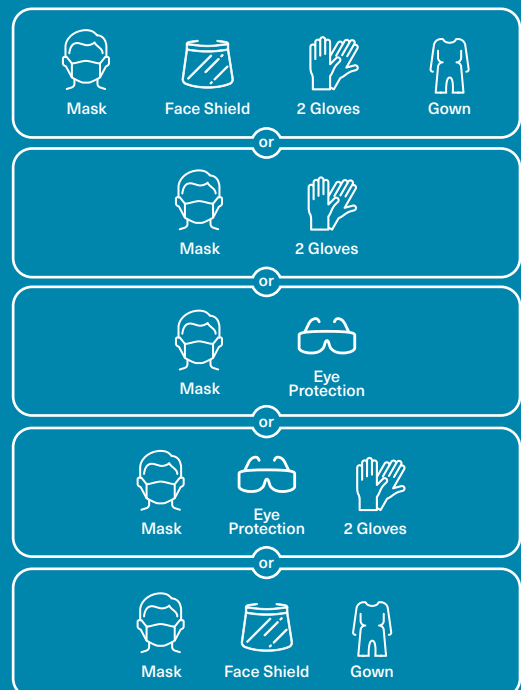 Mask Face Shield 2 Gloves Gown
or
Mask 2 Gloves
or
Mask Eye
Protection
or
Mask Eye
Protection 2 Gloves
or
Mask Face Shield Gown